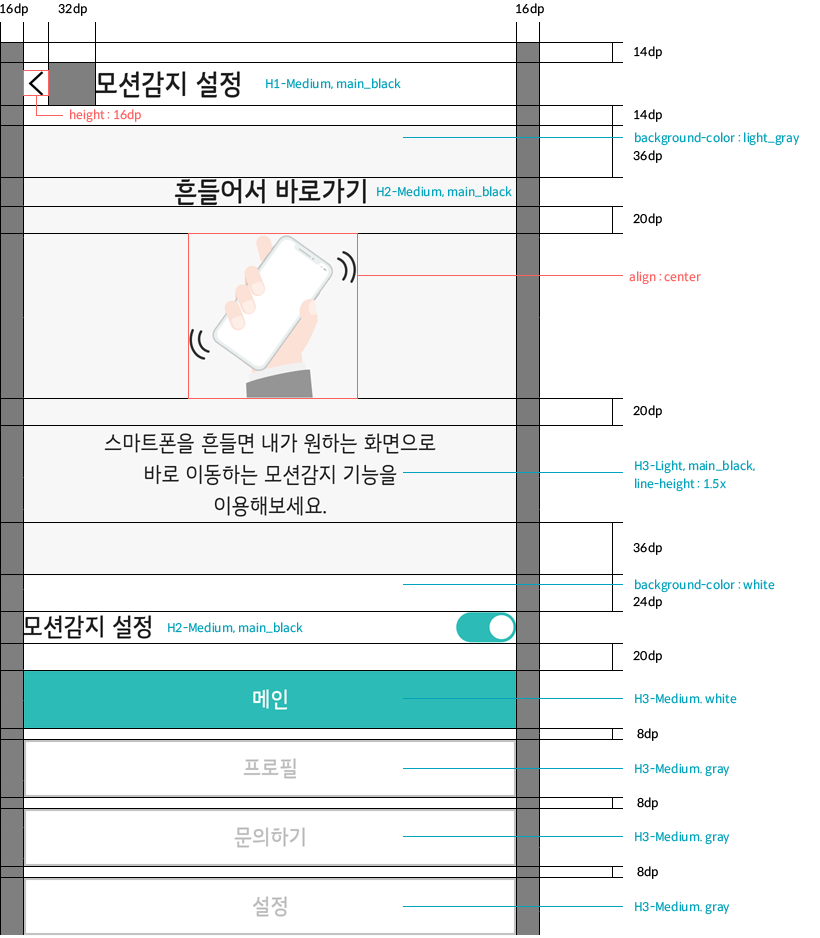 16dp
32dp
16dp
14dp
모션감지 설정
H1-Medium, main_black
height : 16dp
14dp
background-color : light_gray
36dp
흔들어서 바로가기
H2-Medium, main_black
20dp
align : center
20dp
스마트폰을 흔들면 내가 원하는 화면으로
바로 이동하는 모션감지 기능을
이용해보세요.
H3-Light, main_black,
line-height : 1.5x
36dp
background-color : white
24dp
모션감지 설정
H2-Medium, main_black
20dp
메인
H3-Medium. white
8dp
프로필
H3-Medium. gray
8dp
문의하기
H3-Medium. gray
8dp
설정
H3-Medium. gray